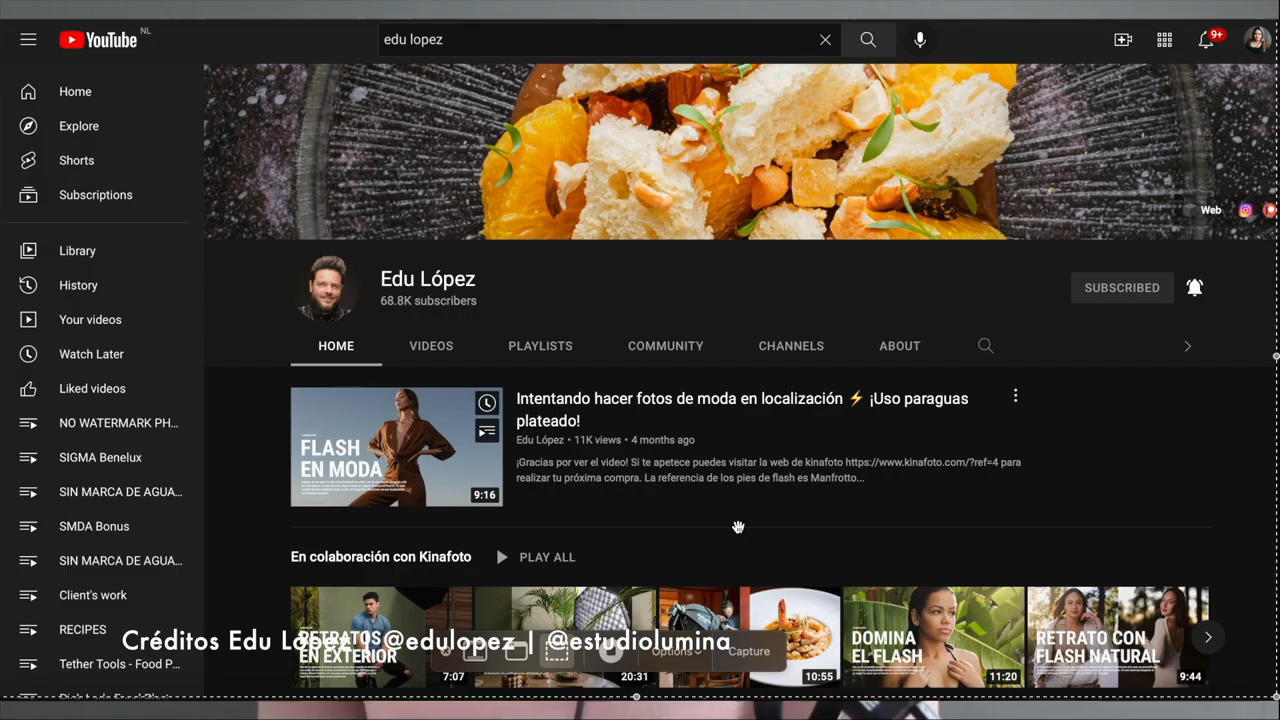 YouTube NL
edu lopez
9+
Home
Explore
Shorts
Subscriptions
Library
History
Your videos
Watch Later
Liked videos
NO WATERMARK PH...
SIGMA Benelux
SIN MARCA DE AGUA...
SMDA Bonus
SIN MARCA DE AGUA...
Client's work
RECIPES
Tether Tools - Food P...
Web
Edu López
68.8K subscribers
SUBSCRIBED
HOME
VIDEOS
PLAYLISTS
COMMUNITY
CHANNELS
ABOUT
FLASH
EN MODA
9:16
Intentando hacer fotos de moda en localización ⚡ ¡Uso paraguas
plateado!
Edu López • 11K views • 4 months ago
¡Gracias por ver el video! Si te apetece puedes visitar la web de kinafoto https://www.kinafoto.com/?ref=4 para
realizar tu próxima compra. La referencia de los pies de flash es Manfrotto...
En colaboración con Kinafoto
PLAY ALL
RETRATOS
EN EXTERIOR
7:07
20:31
10:55
DOMINA
EL FLASH
11:20
RETRATO CON
FLASH NATURAL
9:44
Créditos Edu López @edulopez | @estudiolumina
Options
Capture